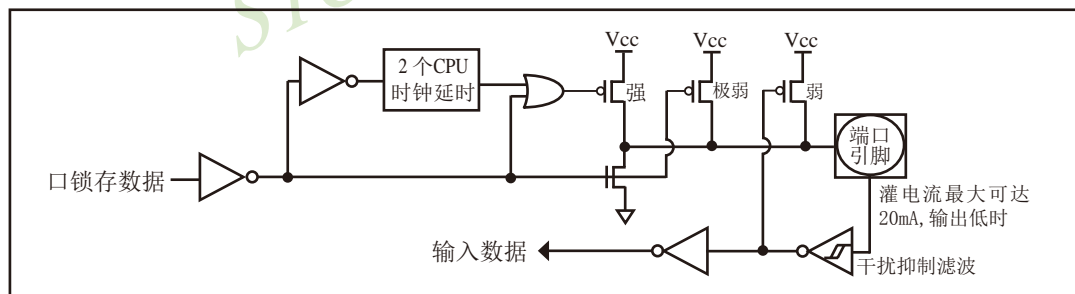 Vcc
Vcc
Vcc
2 个CPU
时钟延时
强
极弱
弱
端口
引脚
口锁存数据
灌电流最大可达
20mA,输出低时
输入数据
干扰抑制滤波